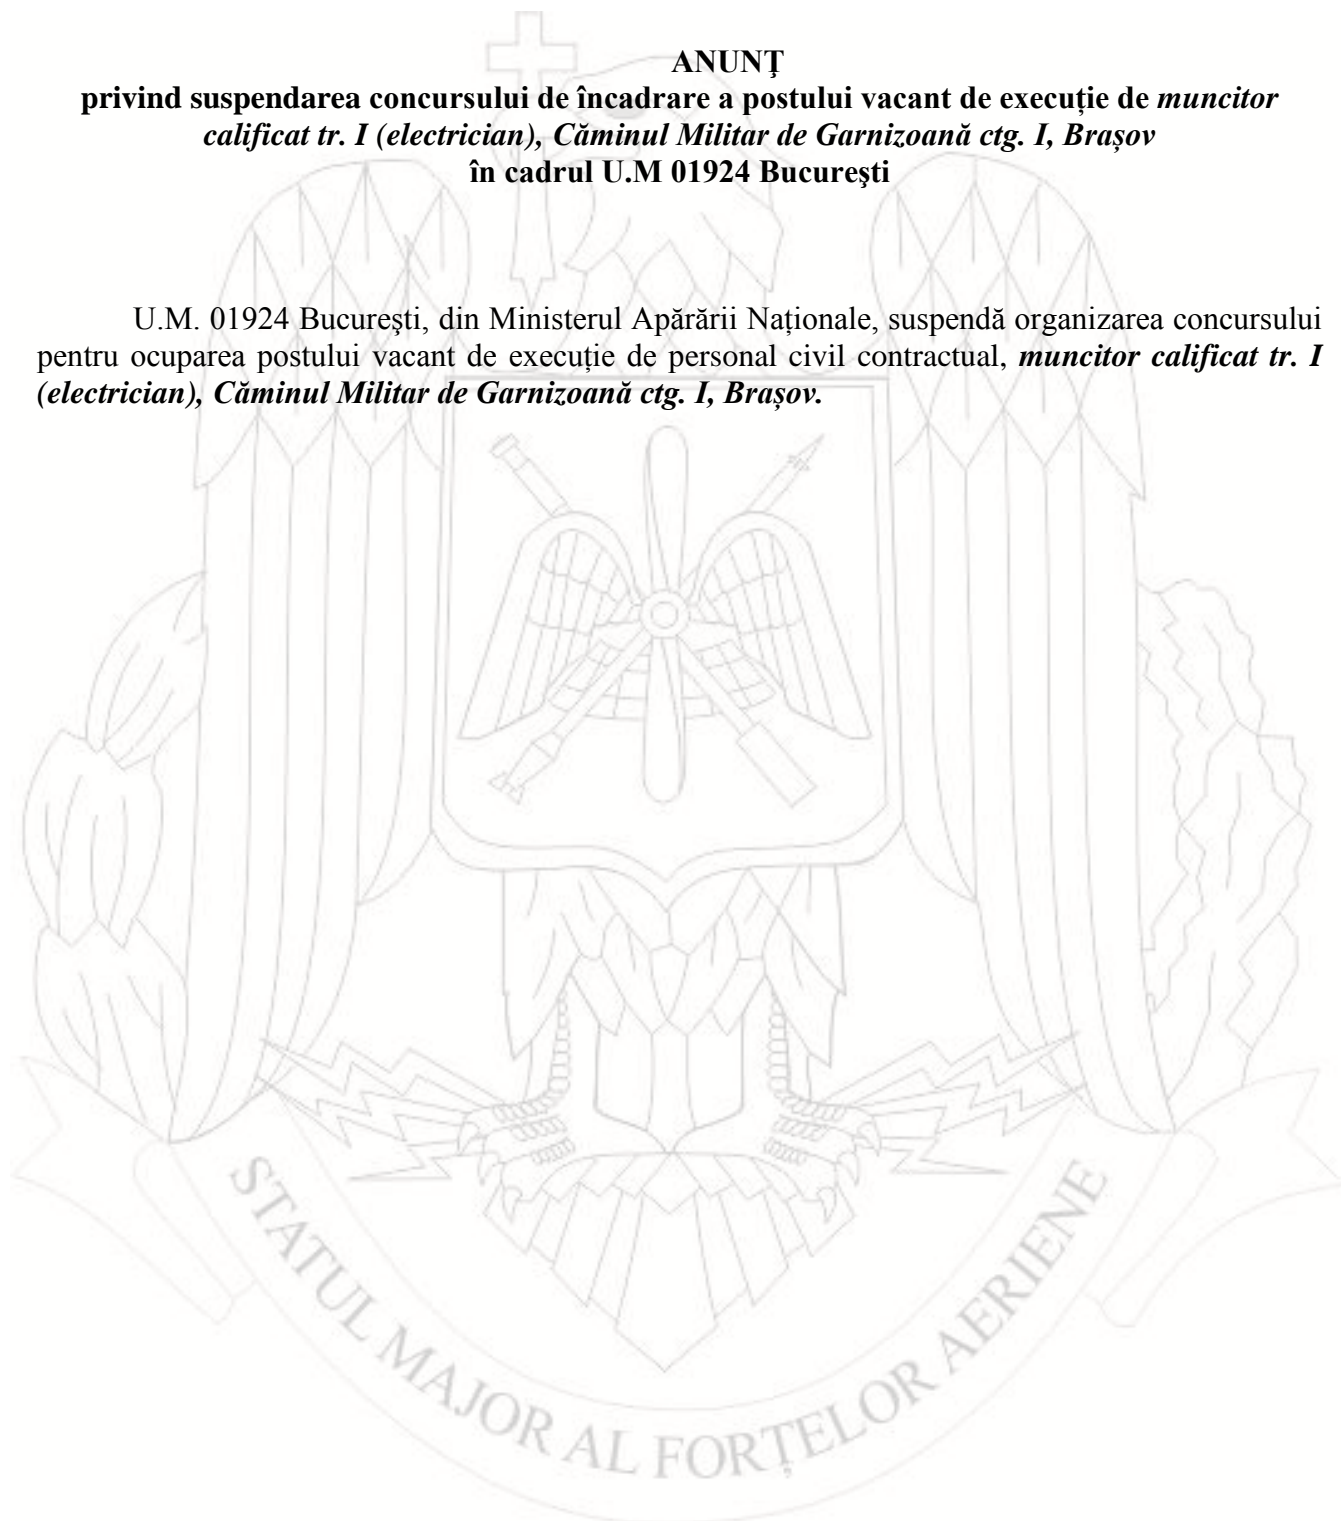 ANUNŢ
privind suspendarea concursului de încadrare a postului vacant de execuție de muncitor
calificat tr. I (electrician), Căminul Militar de Garnizoană ctg. I, Brașov
în cadrul U.M 01924 Bucureşti
U.M. 01924 Bucureşti, din Ministerul Apărării Naționale, suspendă organizarea concursului
pentru ocuparea postului vacant de execuție de personal civil contractual, muncitor calificat tr. I
(electrician), Căminul Militar de Garnizoană ctg. I, Brașov.
STATUL MAJOR AL FORŢELOR AERIENE